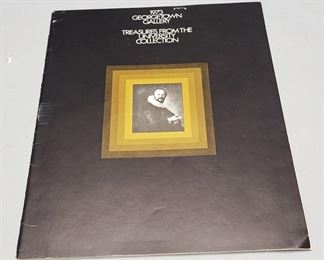 1973
GEORGETOWN
GALLERY
TREASURES FROM THE
UNIVERSITY
COLLECTION